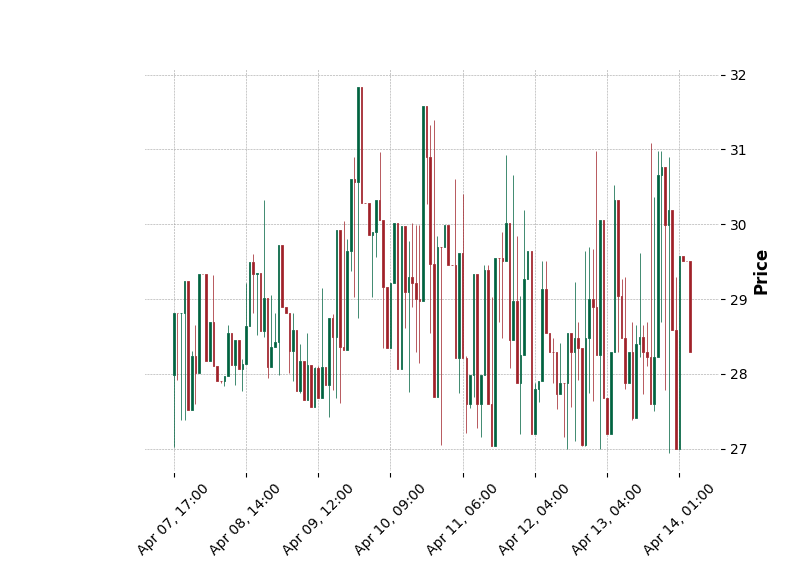 32
31
30
29
28
27
Price
Apr 07, 17:00
Apr 08, 14:00
Apr 09, 12:00
Apr 10, 09:00
Apr 11, 06:00
Apr 12, 04:00
Apr 13, 04:00
Apr 14, 01:00